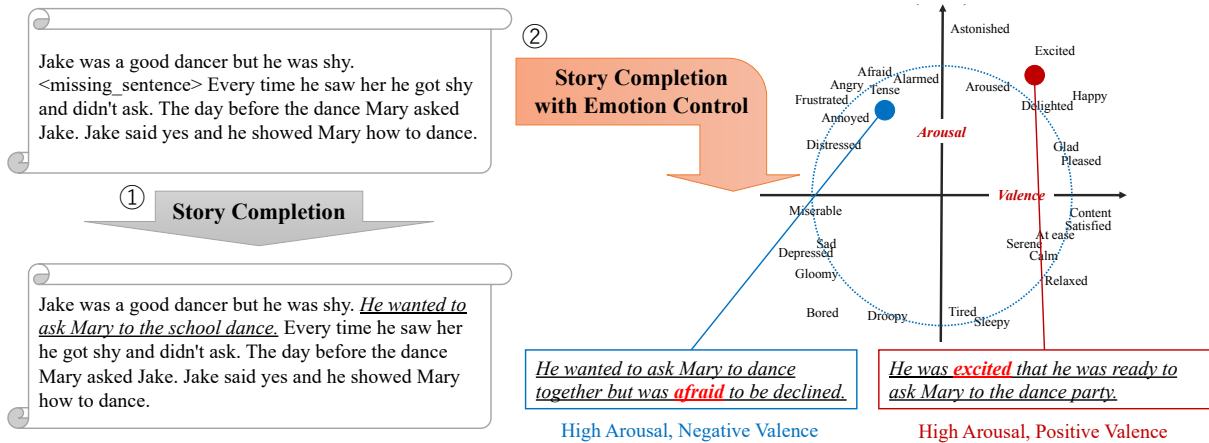 Jake was a good dancer but he was shy.
<missing_sentence> Every time he saw her he got shy
and didn't ask. The day before the dance Mary asked
Jake. Jake said yes and he showed Mary how to dance.
①
Story Completion
Jake was a good dancer but he was shy. He wanted to
ask Mary to the school dance. Every time he saw her
he got shy and didn't ask. The day before the dance
Mary asked Jake. Jake said yes and he showed Mary
how to dance.
②
Story Completion
with Emotion Control
Astonished
Excited
Afraid
Alarmed
Angry
Tense
Aroused
Frustrated
Delighted
Happy
Annoyed
Arousal
Distressed
Glad
Pleased
Valence
Miserable
Content
Satisfied
At ease
Sad
Serene
Depressed
Calm
Gloomy
Relaxed
Bored
Droopy
Tired
Sleepy
He wanted to ask Mary to dance
together but was afraid to be declined.
High Arousal, Negative Valence
He was excited that he was ready to
ask Mary to the dance party.
High Arousal, Positive Valence